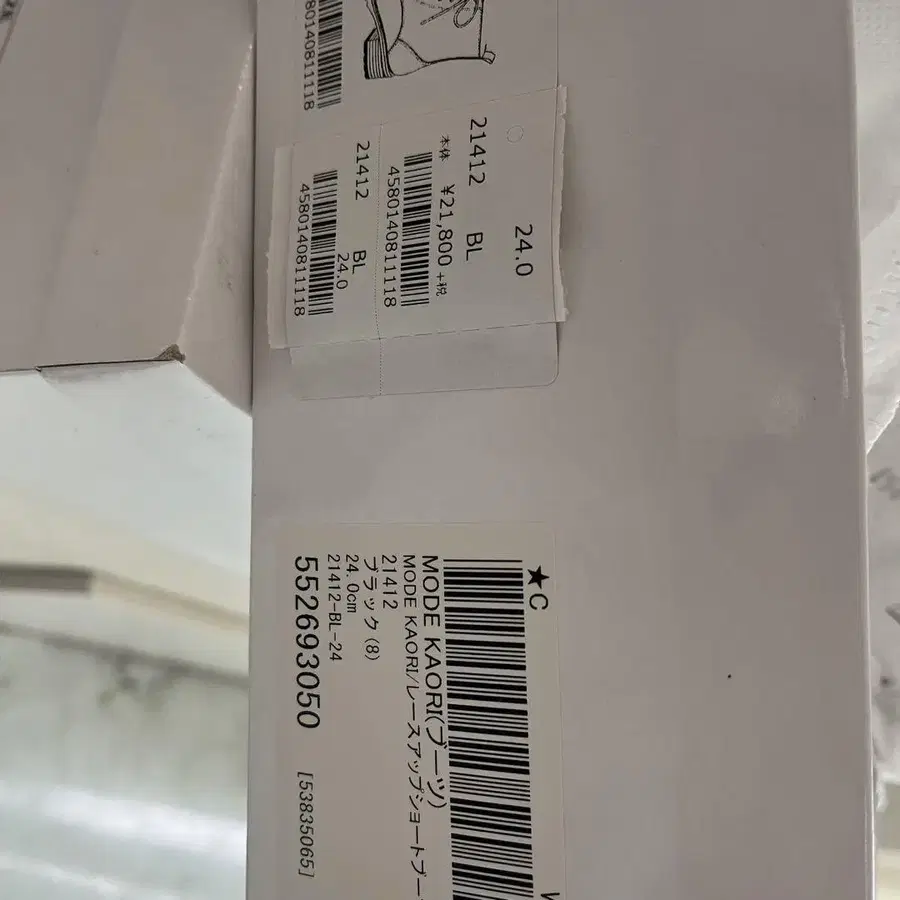 4580140811118
24.0
21412 BL
本体 ¥21,800 +税
4580140811118
21412
BL
24.0
4580140811118
★C
MODE KAORI(ブーツ)
MODE KAORI/レースアップショートブー
21412
ブラック(8)
24.0cm
21412-BL-24
552693050 [53835065]